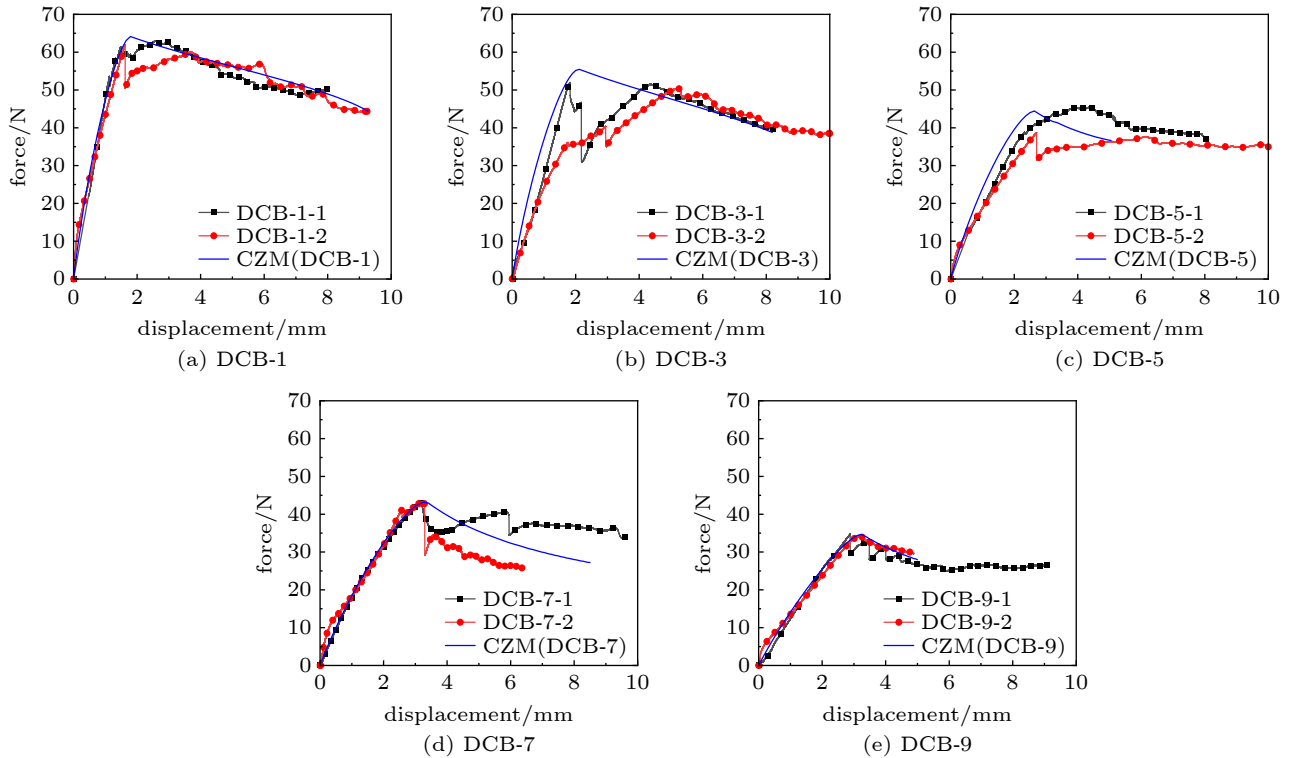 70
60
50
40
30
20
10
0
force/N
DCB-1-1
DCB-1-2
CZM(DCB-1)
0 2 4 6 8 10
displacement/mm
(a) DCB-1
70
60
50
40
30
20
10
0
force/N
DCB-3-1
DCB-3-2
CZM(DCB-3)
0 2 4 6 8 10
displacement/mm
(b) DCB-3
70
60
50
40
30
20
10
0
force/N
DCB-5-1
DCB-5-2
CZM(DCB-5)
0 2 4 6 8 10
displacement/mm
(c) DCB-5
70
60
50
40
30
20
10
0
force/N
DCB-7-1
DCB-7-2
CZM(DCB-7)
0 2 4 6 8 10
displacement/mm
(d) DCB-7
70
60
50
40
30
20
10
0
force/N
DCB-9-1
DCB-9-2
CZM(DCB-9)
0 2 4 6 8 10
displacement/mm
(e) DCB-9